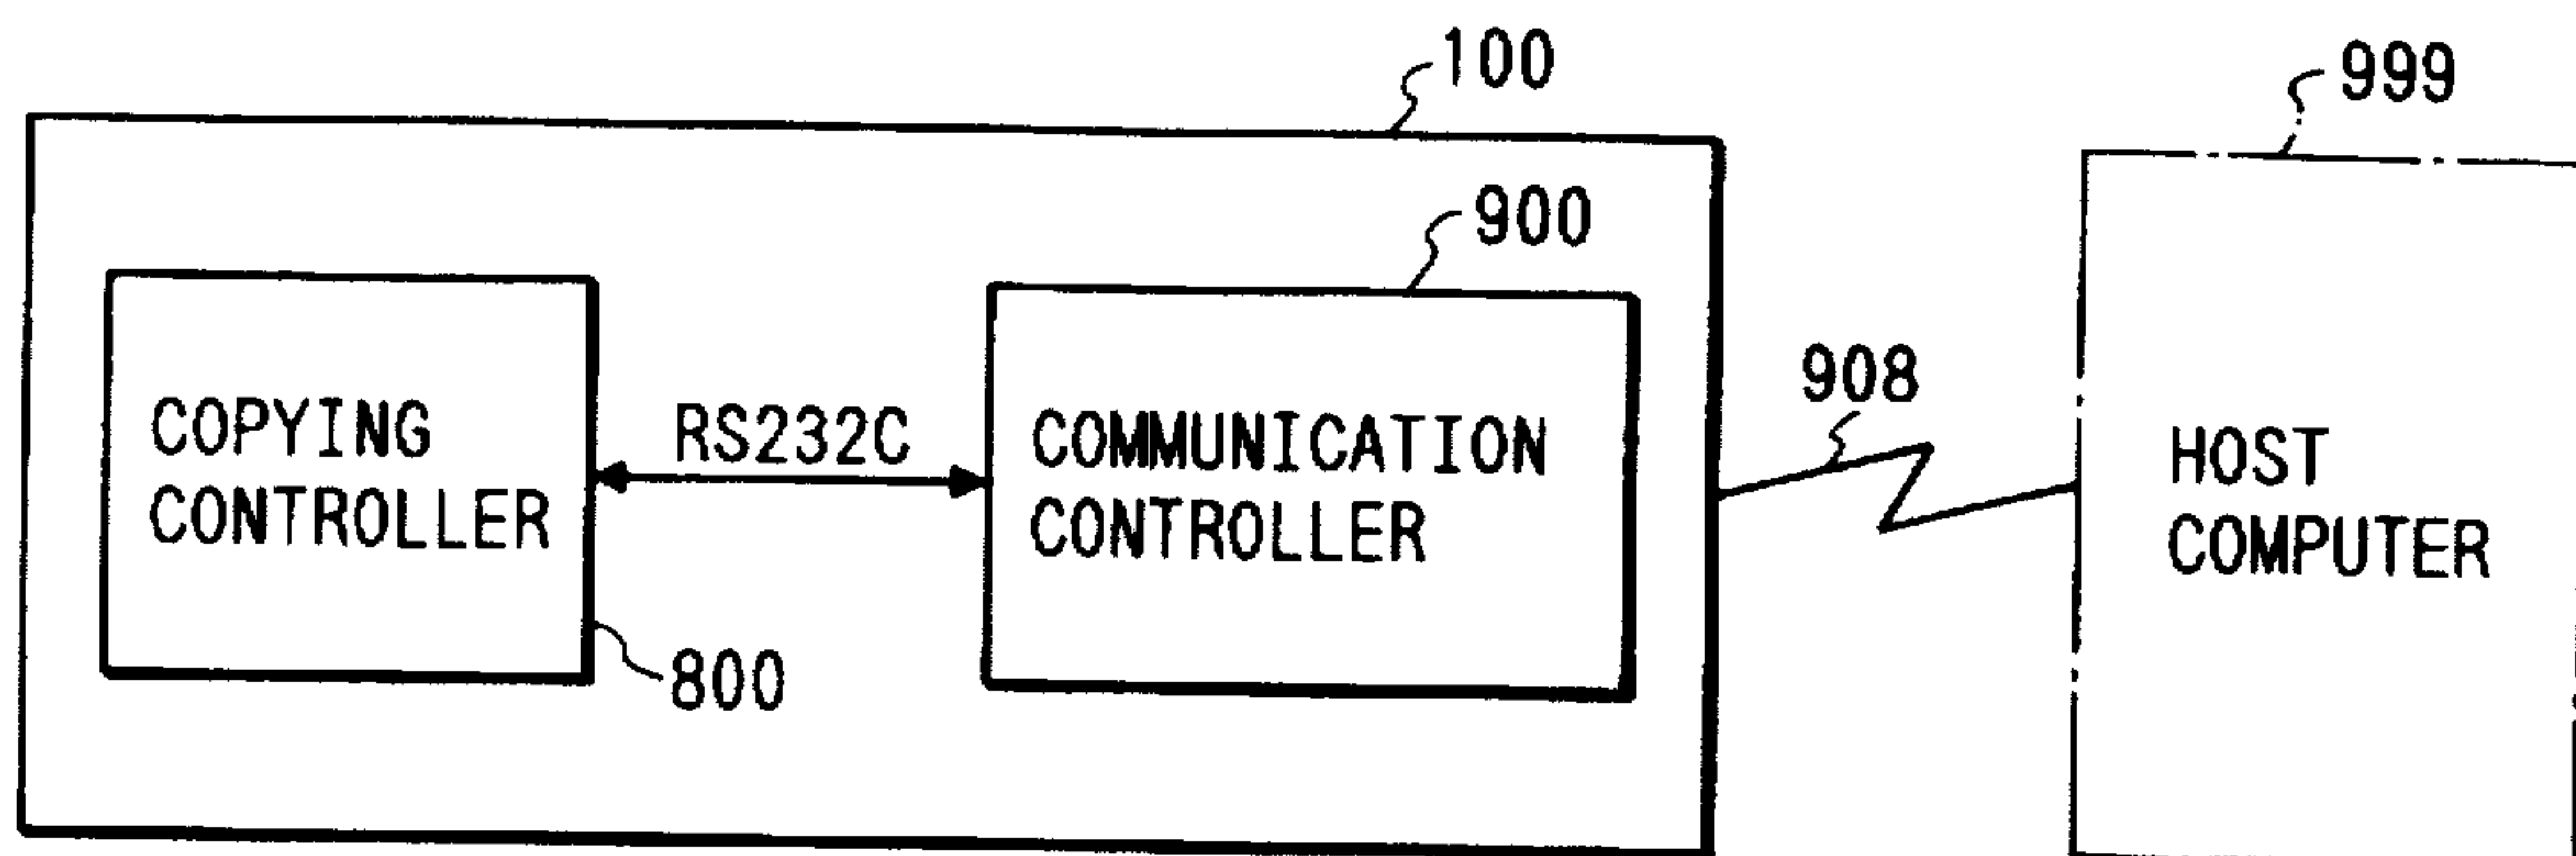 100
999
900
COPYING
CONTROLLER
RS232C
COMMUNICATION
CONTROLLER
908
HOST
COMPUTER
800